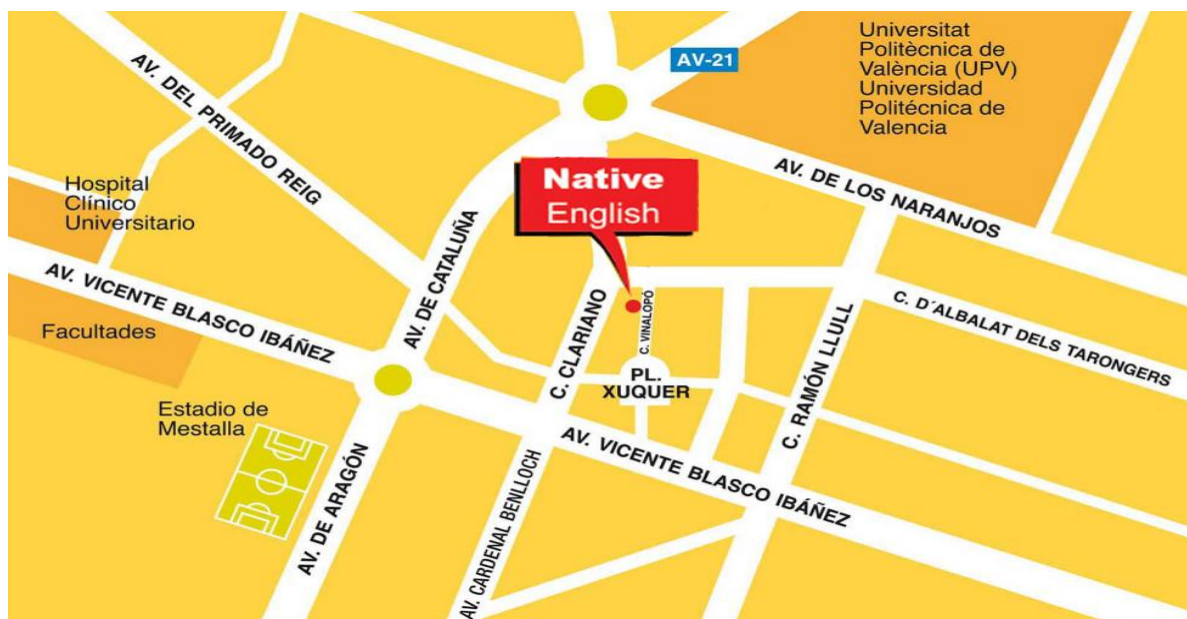 AV-21
Universitat
Politècnica de
València (UPV)
Universidad
Politécnica de
Valencia
AV. DEL PRIMADO REIG
Hospital
Clínico
Universitario
Native
English
AV. DE LOS NARANJOS
AV. DE CATALUÑA
AV. VICENTE BLASCO IBÁÑEZ
Facultades
C. CLARIANO
C. VINALOPÓ
C. D´ALBALAT DELS TARONGERS
PL.
XUQUER
C. RAMÓN LLULL
Estadio de
Mestalla
AV. VICENTE BLASCO IBÁÑEZ
AV. DE ARAGÓN
AV. CARDENAL BENLLOCH